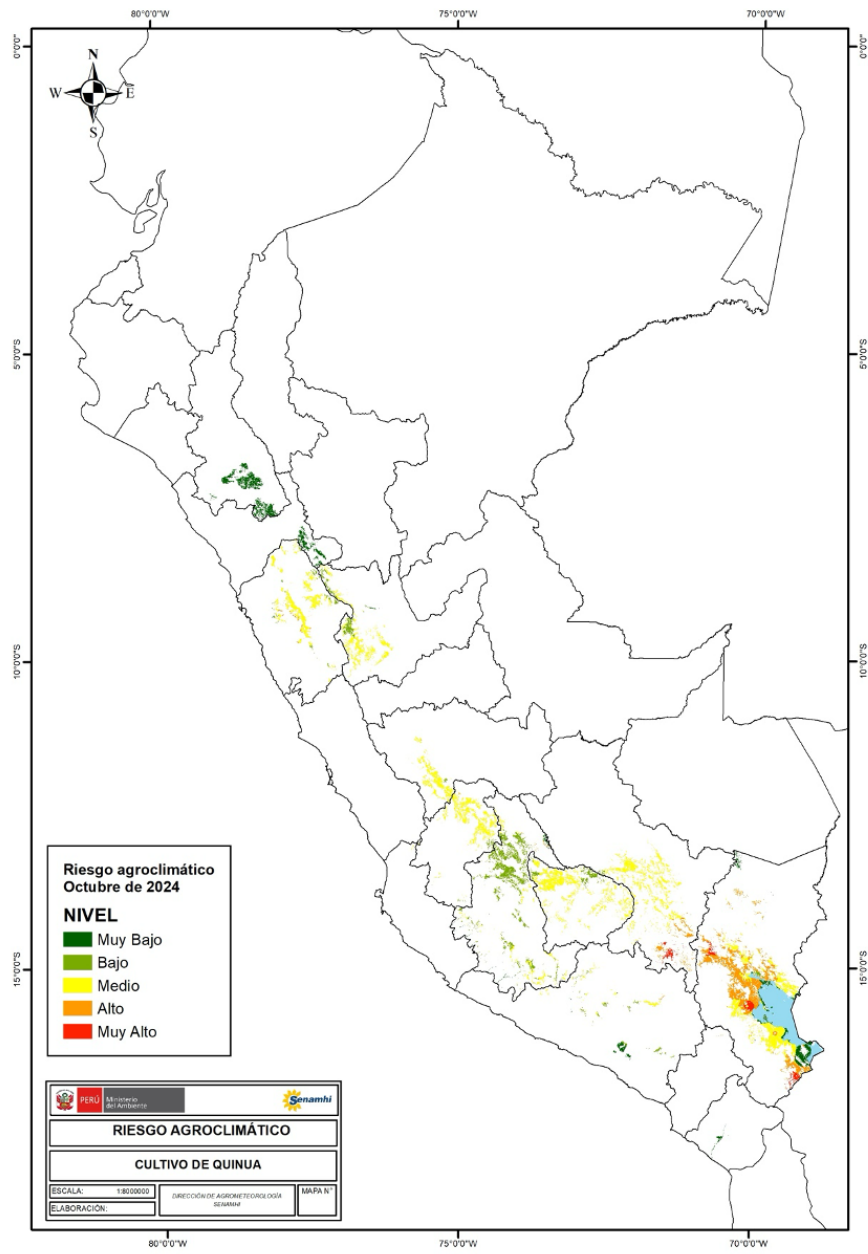 80°0'0"W
75°0'0"W
70°0'0"W
0°0'0"
0°0'0"
N
W
E
S
5°0'0"S
5°0'0"S
10°0'0"S
10°0'0"S
15°0'0"S
15°0'0"S
Riesgo agroclimático
Octubre de 2024
NIVEL
Muy Bajo
Bajo
Medio
Alto
Muy Alto
PERÚ
Ministerio
del Ambiente
Senamhi
RIESGO AGROCLIMÁTICO
CULTIVO DE QUINUA
ESCALA: 1:8000000
DIRECCIÓN DE AGROMETEOROLOGÍA
SENAMHI
MAPA N°
ELABORACIÓN:
80°0'0"W
75°0'0"W
70°0'0"W